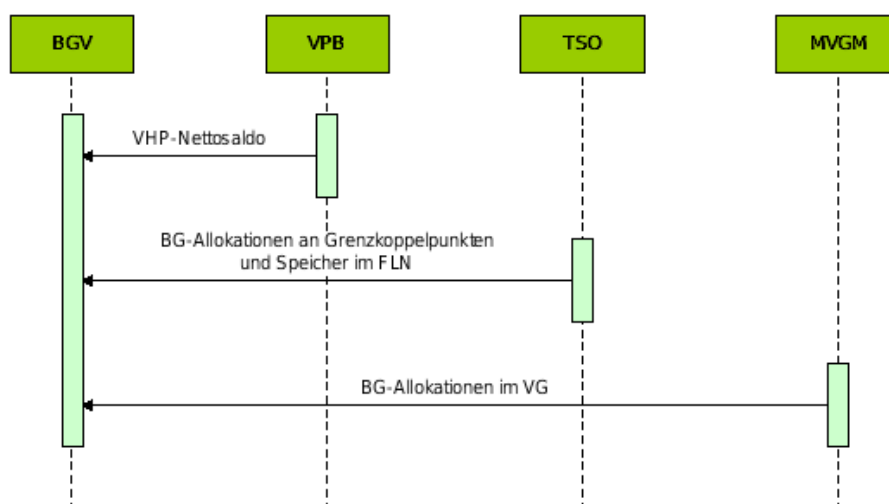 BGV
VPB
TSO
MVGM
VHP-Nettosaldo
BG-Allokationen an Grenzkoppelpunkten
und Speicher im FLN
BG-Allokationen im VG